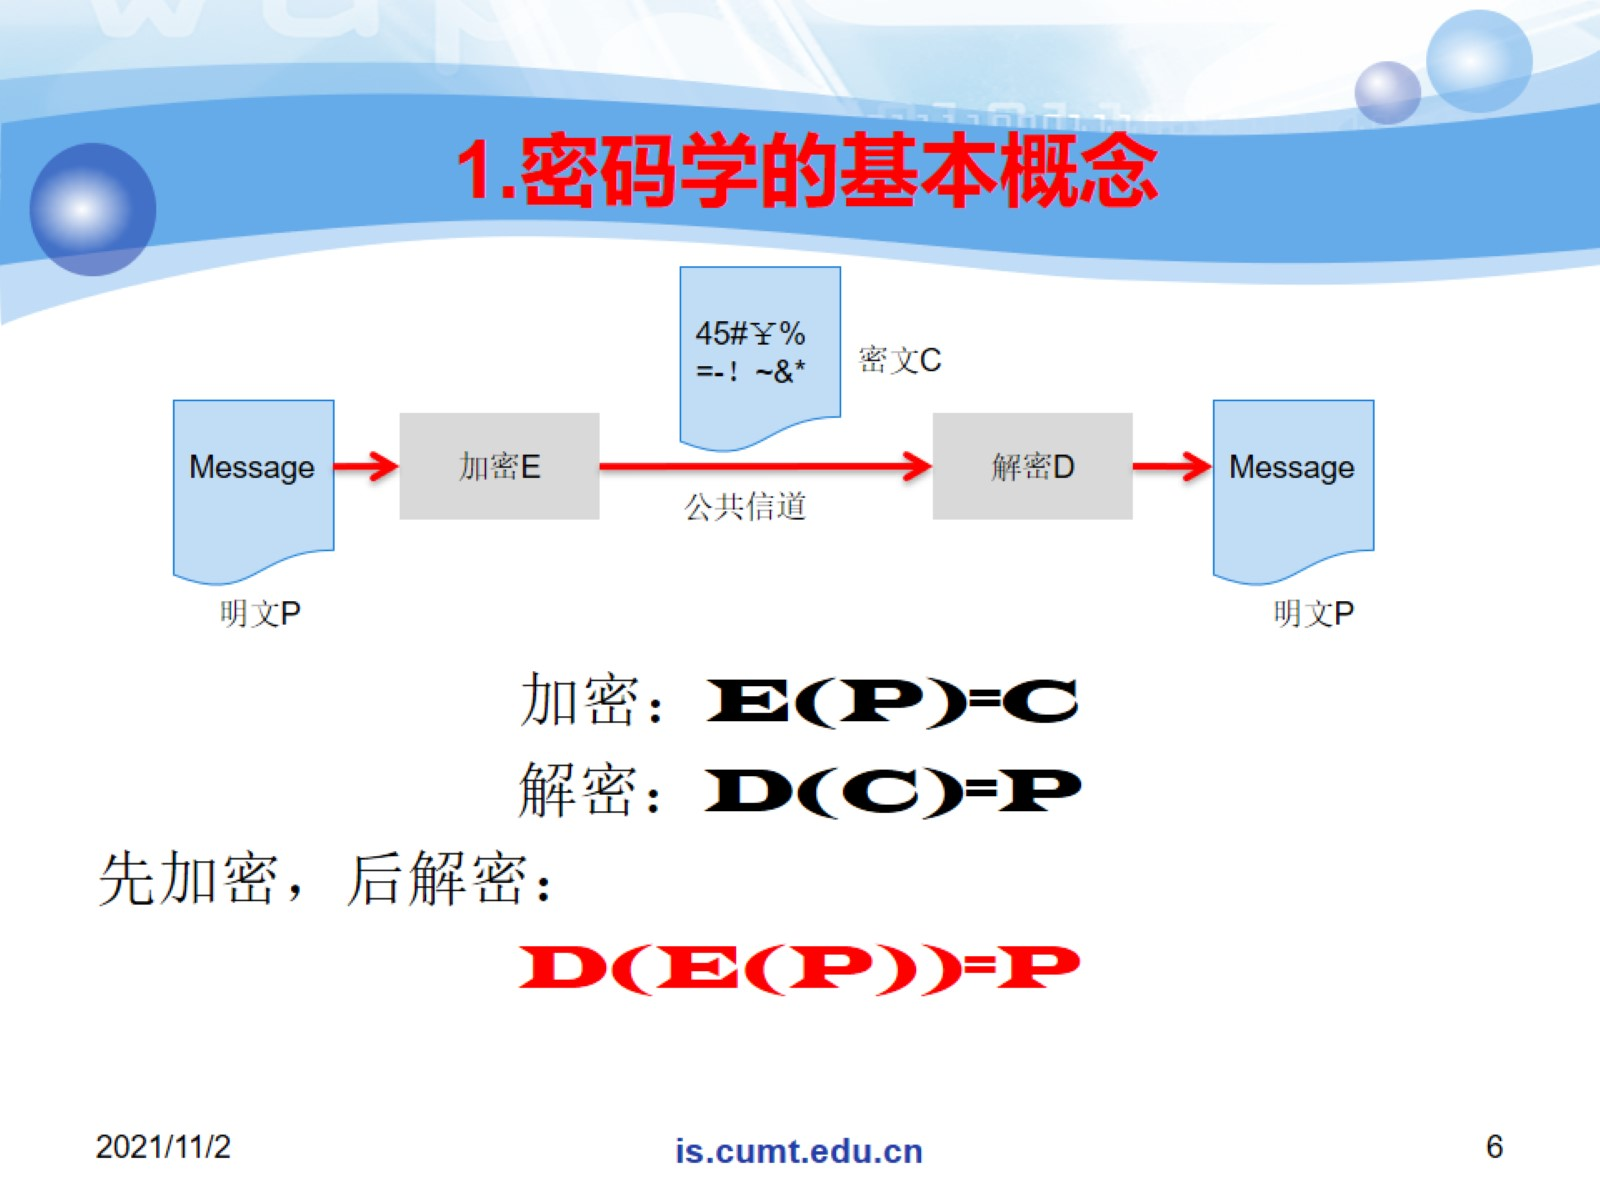 1.密码学的基本概念
45#¥%
=-! ~&*
密文C
Message
加密E
解密D
Message
公共信道
明文P
明文P
加密：E(P)=C
解密：D(C)=P
先加密，后解密：
D(E(P))=P
2021/11/2
is.cumt.edu.cn
6